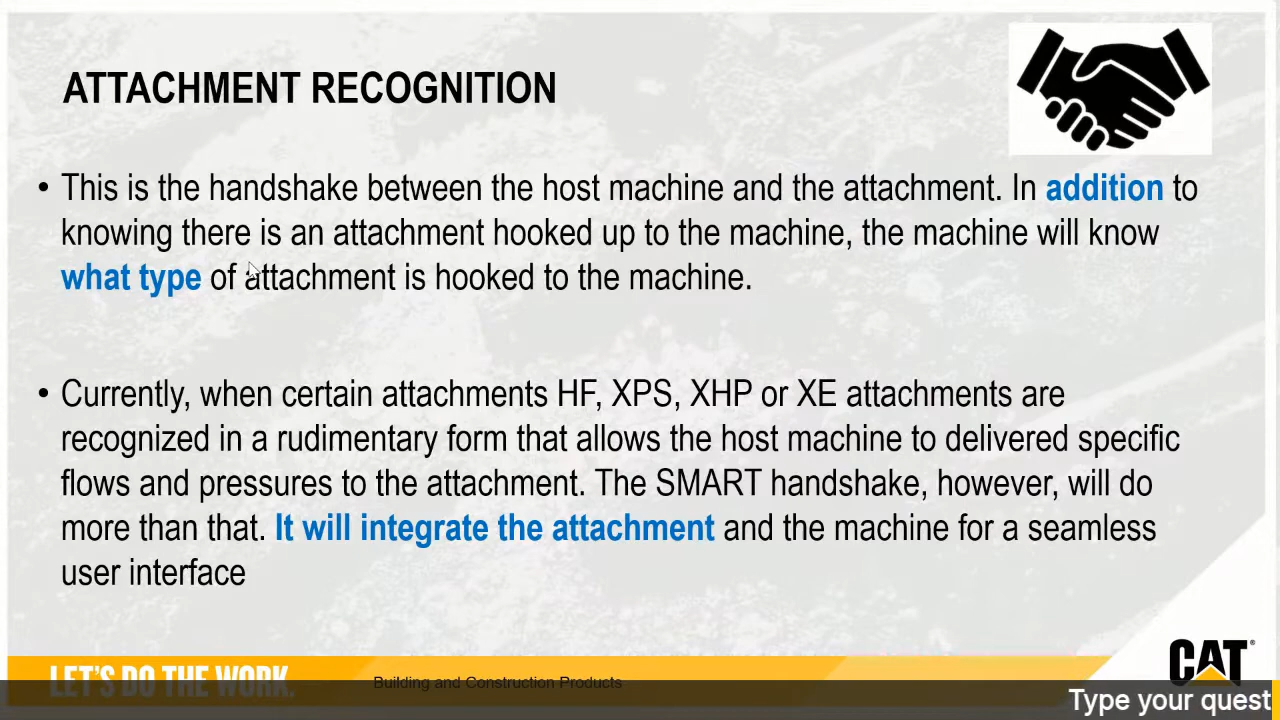 ATTACHMENT RECOGNITION
• This is the handshake between the host machine and the attachment. In addition to
knowing there is an attachment hooked up to the machine, the machine will know
what type of attachment is hooked to the machine.
• Currently, when certain attachments HF, XPS, XHP or XE attachments are
recognized in a rudimentary form that allows the host machine to delivered specific
flows and pressures to the attachment. The SMART handshake, however, will do
more than that. It will integrate the attachment and the machine for a seamless
user interface
LET'S DO THE WORK.
Building and Construction Products
CAT®
Type your quest